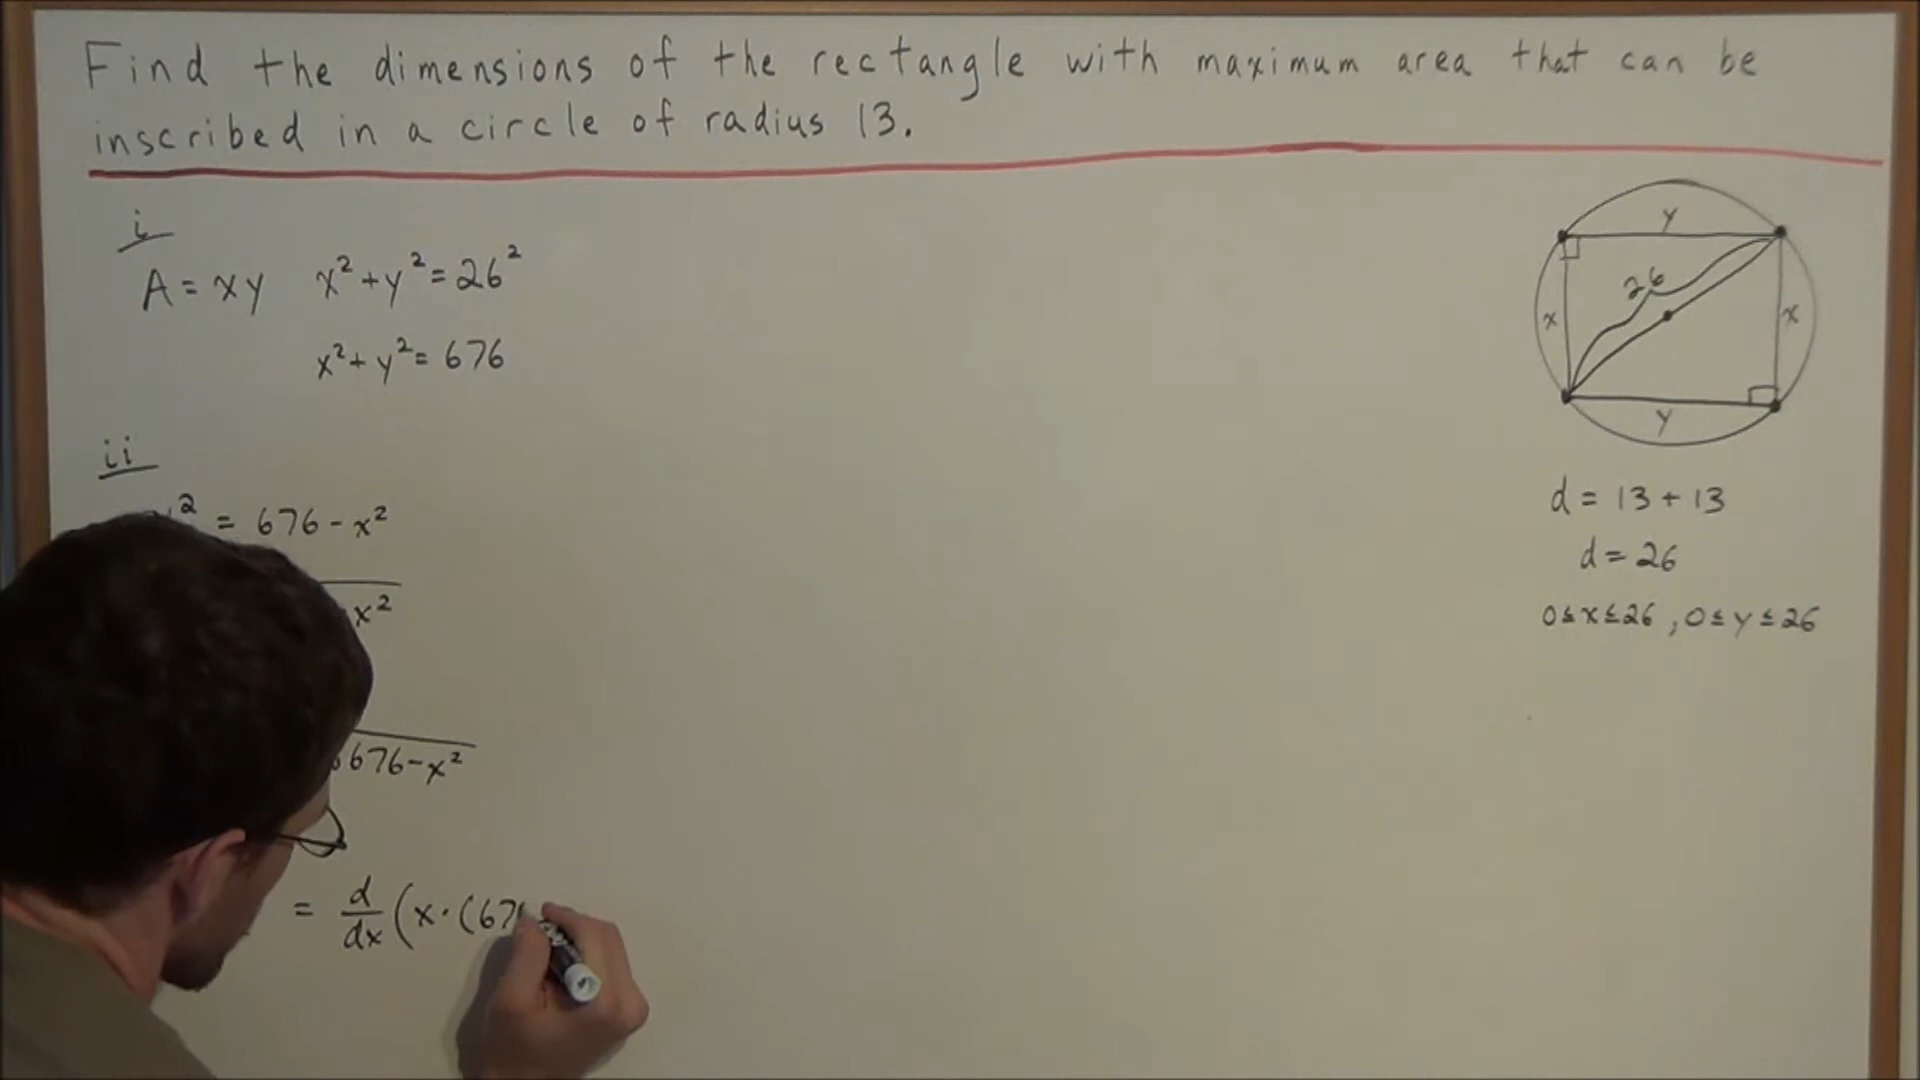 Find the dimensions of the rectangle with maximum area that can be
inscribed in a circle of radius 13.
i
A = xy x² + y² = 26²
x² + y² = 676
ii
² = 676 - x²
x²
676 - x²
= d/dx (x · (67
y
26
x
x
y
d = 13 + 13
d = 26
0 ≤ x ≤ 26 , 0 ≤ y ≤ 26